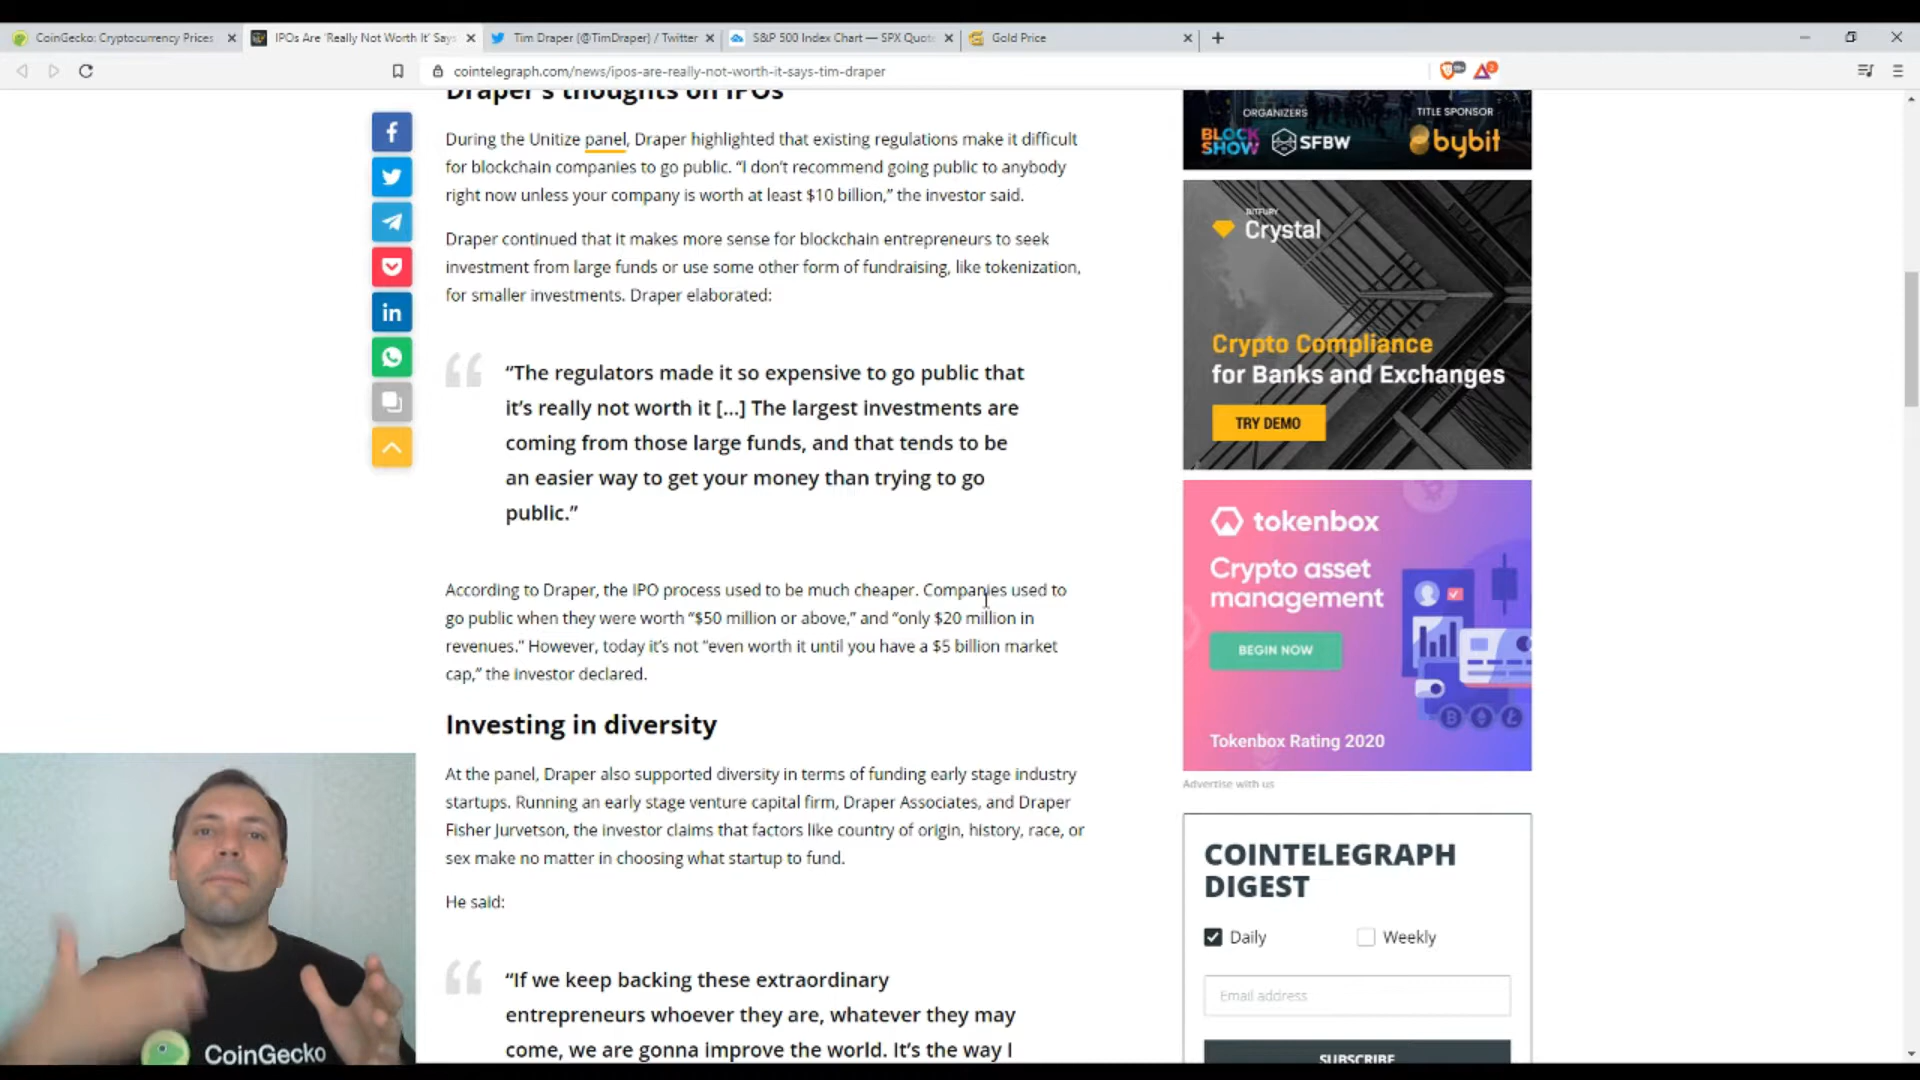 CoinGecko: Cryptocurrency Prices
IPOs Are 'Really Not Worth It' Says
Tim Draper (@TimDraper) / Twitter
S&P 500 Index Chart — SPX Quote
Gold Price
cointelegraph.com/news/ipos-are-really-not-worth-it-says-tim-draper
Draper's thoughts on IPOs
During the Unitize panel, Draper highlighted that existing regulations make it difficult
for blockchain companies to go public. “I don't recommend going public to anybody
right now unless your company is worth at least $10 billion,” the investor said.
Draper continued that it makes more sense for blockchain entrepreneurs to seek
investment from large funds or use some other form of fundraising, like tokenization,
for smaller investments. Draper elaborated:
“The regulators made it so expensive to go public that
it's really not worth it [...] The largest investments are
coming from those large funds, and that tends to be
an easier way to get your money than trying to go
public.”
According to Draper, the IPO process used to be much cheaper. Companies used to
go public when they were worth “$50 million or above,” and “only $20 million in
revenues.” However, today it's not “even worth it until you have a $5 billion market
cap,” the investor declared.
Investing in diversity
At the panel, Draper also supported diversity in terms of funding early stage industry
startups. Running an early stage venture capital firm, Draper Associates, and Draper
Fisher Jurvetson, the investor claims that factors like country of origin, history, race, or
sex make no matter in choosing what startup to fund.
He said:
“If we keep backing these extraordinary
entrepreneurs whoever they are, whatever they may
come, we are gonna improve the world. It's the way I
ORGANIZERS
TITLE SPONSOR
BLOCK
SHOW
SFBW
bybit
BITFURY
Crystal
Crypto Compliance
for Banks and Exchanges
TRY DEMO
tokenbox
Crypto asset
management
BEGIN NOW
Tokenbox Rating 2020
Advertise with us
COINTELEGRAPH
DIGEST
Daily
Weekly
Email address
SUBSCRIBE
CoinGecko